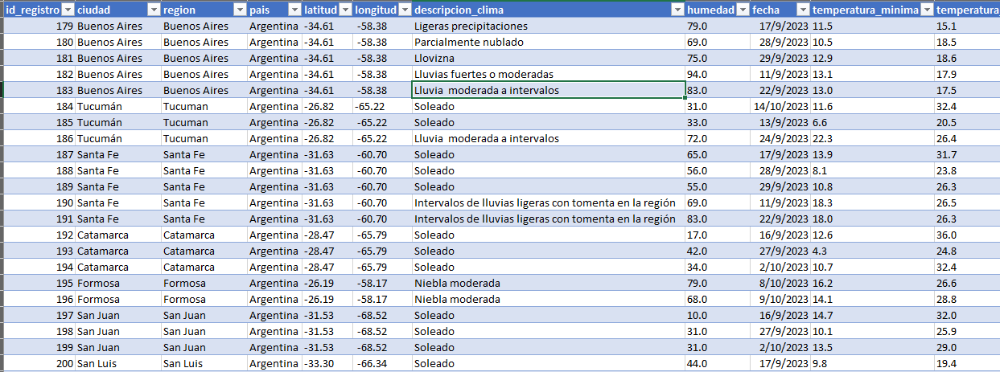 id_registro ciudad region pais latitud longitud descripcion_clima humedad fecha temperatura_minima temperatura_
179 Buenos Aires Buenos Aires Argentina -34.61 -58.38 Ligeras precipitaciones 79.0 17/9/2023 11.5 15.1
180 Buenos Aires Buenos Aires Argentina -34.61 -58.38 Parcialmente nublado 69.0 28/9/2023 10.5 18.5
181 Buenos Aires Buenos Aires Argentina -34.61 -58.38 Llovizna 75.0 29/9/2023 12.9 18.6
182 Buenos Aires Buenos Aires Argentina -34.61 -58.38 Lluvias fuertes o moderadas 94.0 11/9/2023 13.1 17.9
183 Buenos Aires Buenos Aires Argentina -34.61 -58.38 Lluvia  moderada a intervalos 83.0 22/9/2023 13.0 17.5
184 Tucumán Tucuman Argentina -26.82 -65.22 Soleado 31.0 14/10/2023 11.6 32.4
185 Tucumán Tucuman Argentina -26.82 -65.22 Soleado 33.0 13/9/2023 6.6 20.5
186 Tucumán Tucuman Argentina -26.82 -65.22 Lluvia  moderada a intervalos 72.0 24/9/2023 22.3 26.4
187 Santa Fe Santa Fe Argentina -31.63 -60.70 Soleado 65.0 17/9/2023 13.9 31.7
188 Santa Fe Santa Fe Argentina -31.63 -60.70 Soleado 56.0 28/9/2023 8.1 23.8
189 Santa Fe Santa Fe Argentina -31.63 -60.70 Soleado 55.0 29/9/2023 10.8 26.3
190 Santa Fe Santa Fe Argentina -31.63 -60.70 Intervalos de lluvias ligeras con tomenta en la región 69.0 11/9/2023 18.3 26.5
191 Santa Fe Santa Fe Argentina -31.63 -60.70 Intervalos de lluvias ligeras con tomenta en la región 83.0 22/9/2023 18.0 26.3
192 Catamarca Catamarca Argentina -28.47 -65.79 Soleado 17.0 16/9/2023 12.6 36.0
193 Catamarca Catamarca Argentina -28.47 -65.79 Soleado 42.0 27/9/2023 4.3 24.8
194 Catamarca Catamarca Argentina -28.47 -65.79 Soleado 34.0 2/10/2023 10.7 32.4
195 Formosa Formosa Argentina -26.19 -58.17 Niebla moderada 79.0 8/10/2023 16.2 26.6
196 Formosa Formosa Argentina -26.19 -58.17 Niebla moderada 68.0 9/10/2023 14.1 28.8
197 San Juan San Juan Argentina -31.53 -68.52 Soleado 10.0 16/9/2023 14.7 32.0
198 San Juan San Juan Argentina -31.53 -68.52 Soleado 31.0 27/9/2023 10.1 25.9
199 San Juan San Juan Argentina -31.53 -68.52 Soleado 31.0 2/10/2023 13.5 29.0
200 San Luis San Luis Argentina -33.30 -66.34 Soleado 44.0 17/9/2023 9.8 19.4